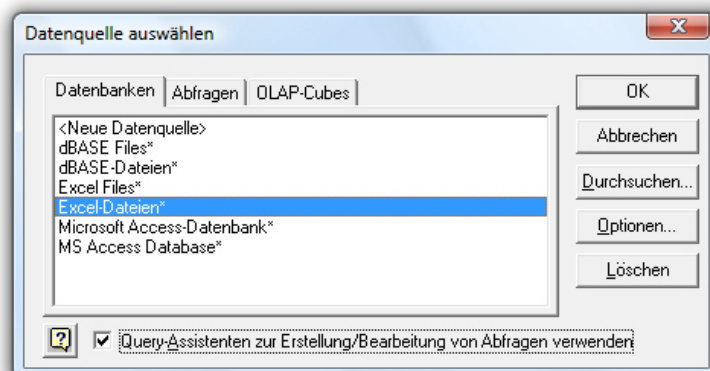 Datenquelle auswählen
Datenbanken Abfragen OLAP-Cubes
<Neue Datenquelle>
dBASE Files*
dBASE-Dateien*
Excel Files*
Excel-Dateien*
Microsoft Access-Datenbank*
MS Access Database*
OK
Abbrechen
Durchsuchen...
Optionen...
Löschen
Query-Assistenten zur Erstellung/Bearbeitung von Abfragen verwenden